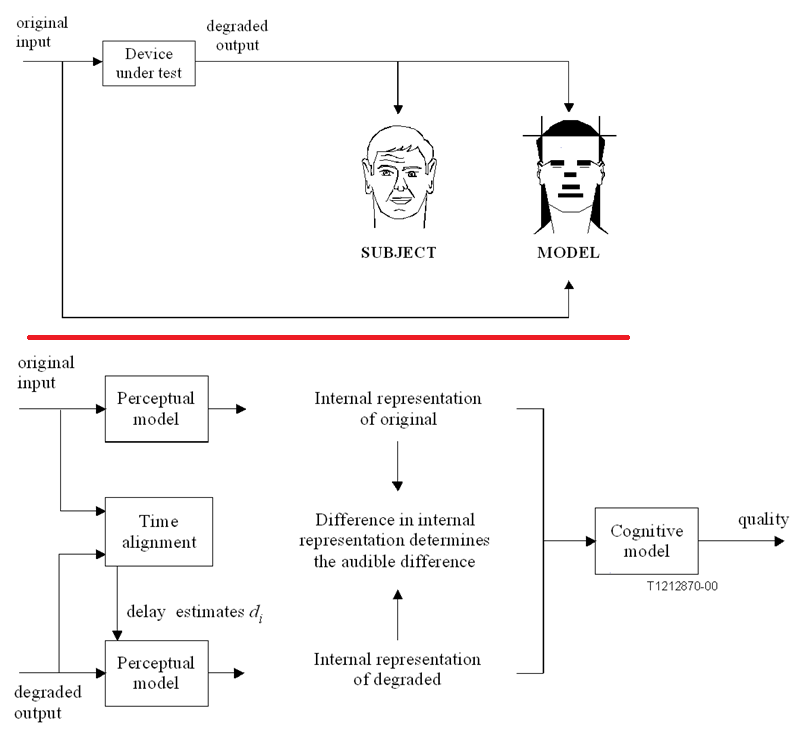 original
input
degraded
output
Device
under test
SUBJECT
MODEL
original
input
Perceptual
model
Internal representation
of original
Time
alignment
Difference in internal
representation determines
the audible difference
Cognitive
model
quality
T1212870-00
delay estimates di
Perceptual
model
Internal representation
of degraded
degraded
output